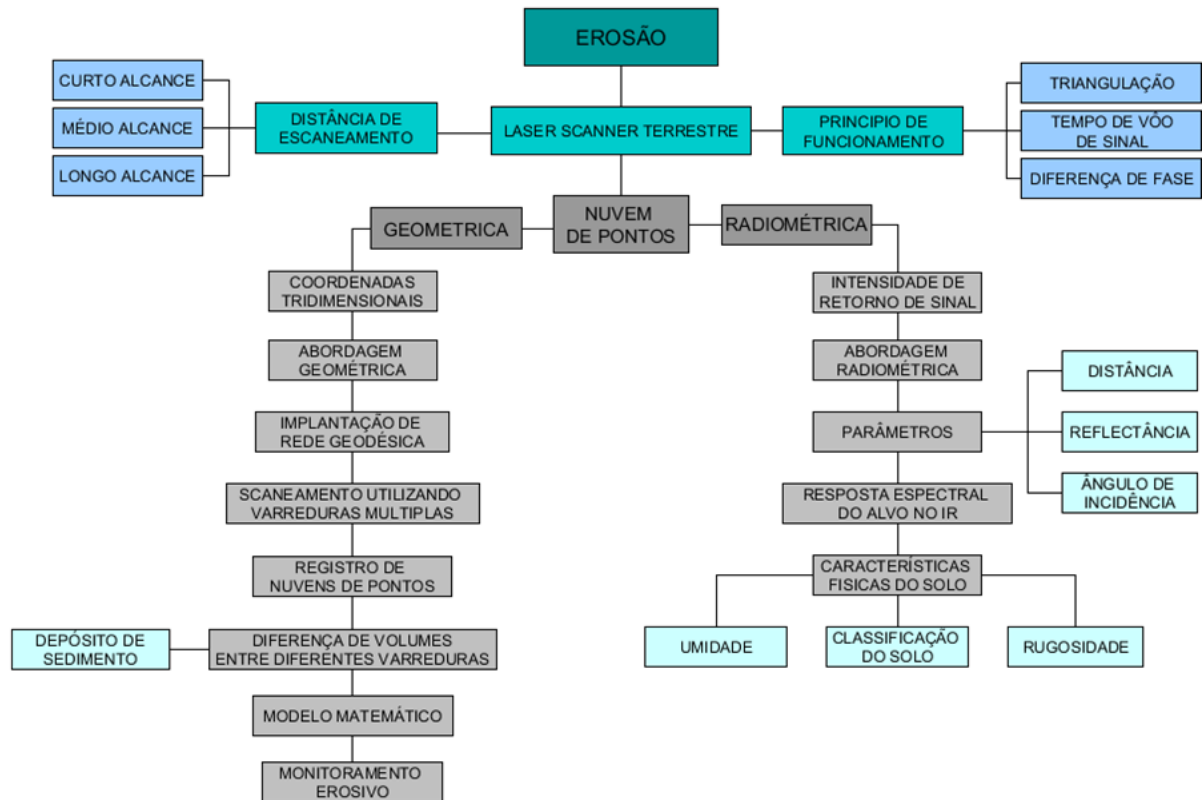 EROSÃO
CURTO ALCANCE
MÉDIO ALCANCE
LONGO ALCANCE
DISTÂNCIA DE
ESCANEAMENTO
LASER SCANNER TERRESTRE
PRINCIPIO DE
FUNCIONAMENTO
TRIANGULAÇÃO
TEMPO DE VÔO
DE SINAL
DIFERENÇA DE FASE
NUVEM
DE PONTOS
GEOMETRICA
RADIOMÉTRICA
COORDENADAS
TRIDIMENSIONAIS
ABORDAGEM
GEOMÉTRICA
IMPLANTAÇÃO DE
REDE GEODÉSICA
SCANEAMENTO UTILIZANDO
VARREDURAS MULTIPLAS
REGISTRO DE
NUVENS DE PONTOS
DEPÓSITO DE
SEDIMENTO
DIFERENÇA DE VOLUMES
ENTRE DIFERENTES VARREDURAS
MODELO MATEMÁTICO
MONITORAMENTO
EROSIVO
INTENSIDADE DE
RETORNO DE SINAL
ABORDAGEM
RADIOMÉTRICA
PARÂMETROS
DISTÂNCIA
REFLECTÂNCIA
ÂNGULO DE
INCIDÊNCIA
RESPOSTA ESPECTRAL
DO ALVO NO IR
CARACTERÍSTICAS
FISICAS DO SOLO
UMIDADE
CLASSIFICAÇÃO
DO SOLO
RUGOSIDADE